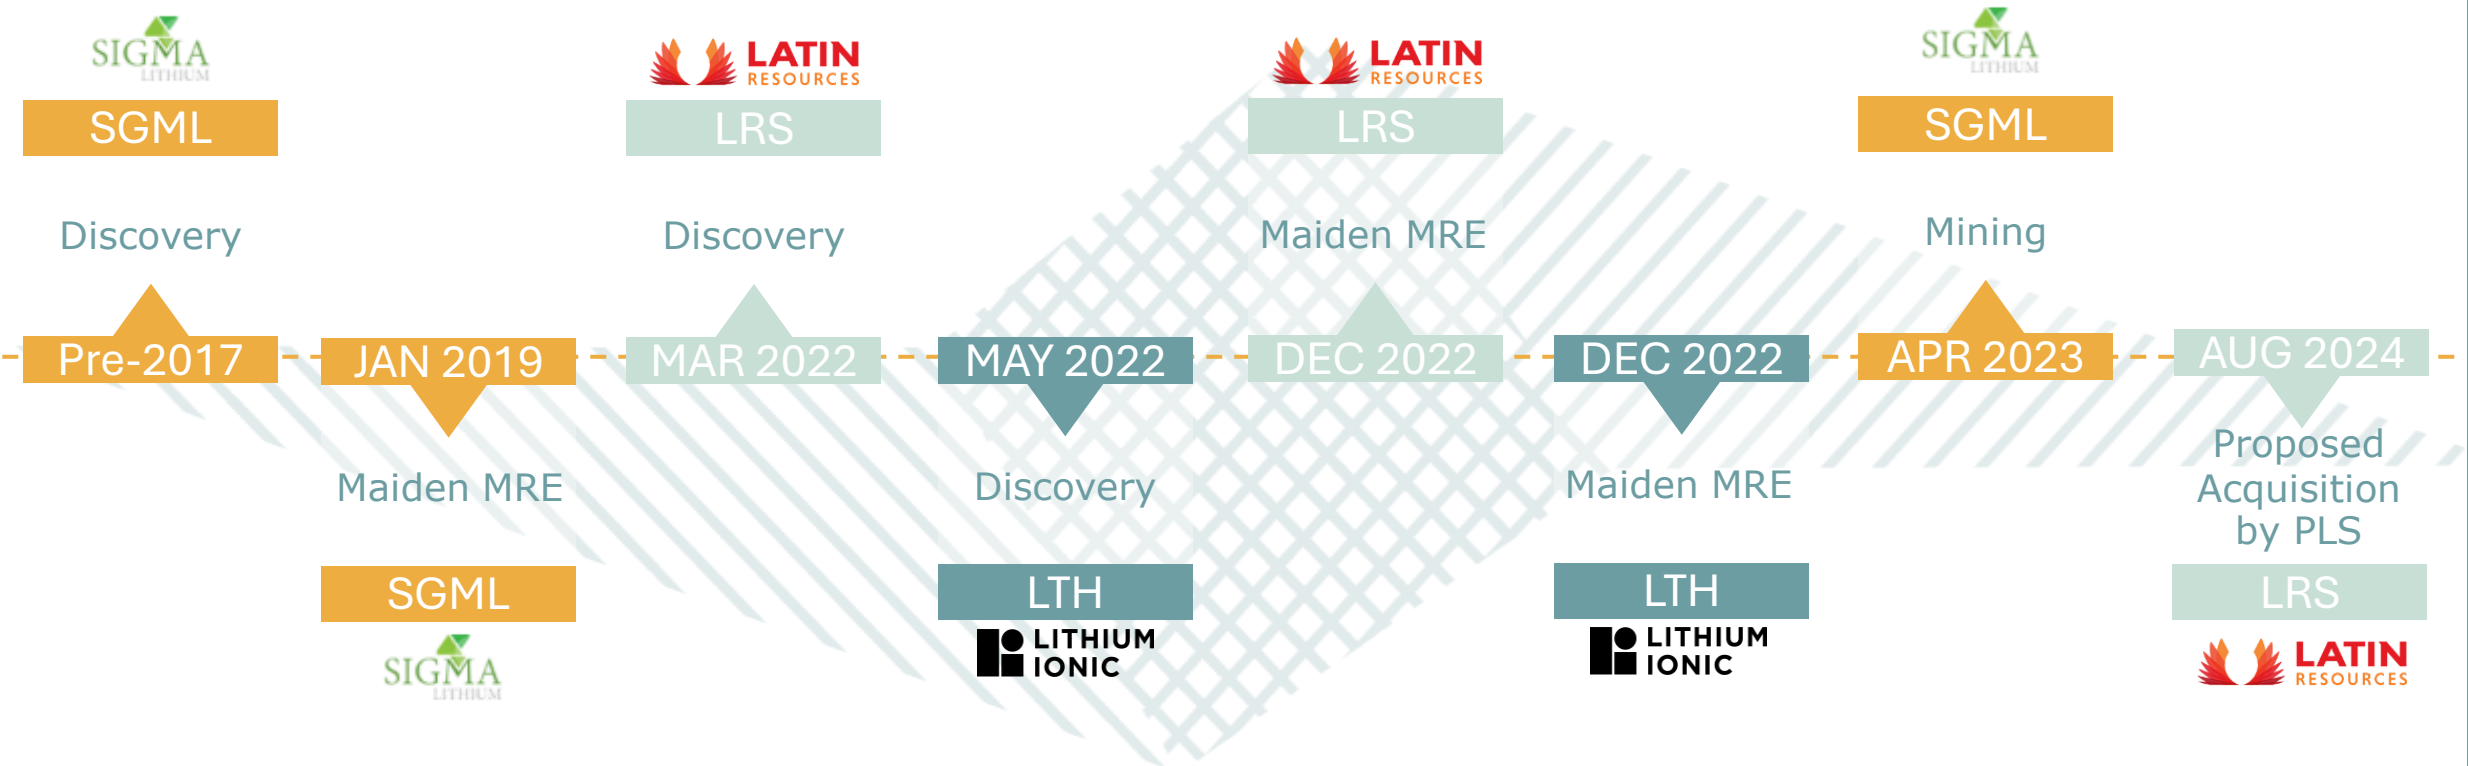 SIGMA
LITHIUM
SGML
Discovery
Pre-2017
JAN 2019
Maiden MRE
SGML
SIGMA
LITHIUM
LATIN
RESOURCES
LRS
Discovery
MAR 2022
MAY 2022
Discovery
LTH
LITHIUM
IONIC
LATIN
RESOURCES
LRS
Maiden MRE
DEC 2022
DEC 2022
Maiden MRE
LTH
LITHIUM
IONIC
SIGMA
LITHIUM
SGML
Mining
APR 2023
AUG 2024
Proposed
Acquisition
by PLS
LRS
LATIN
RESOURCES